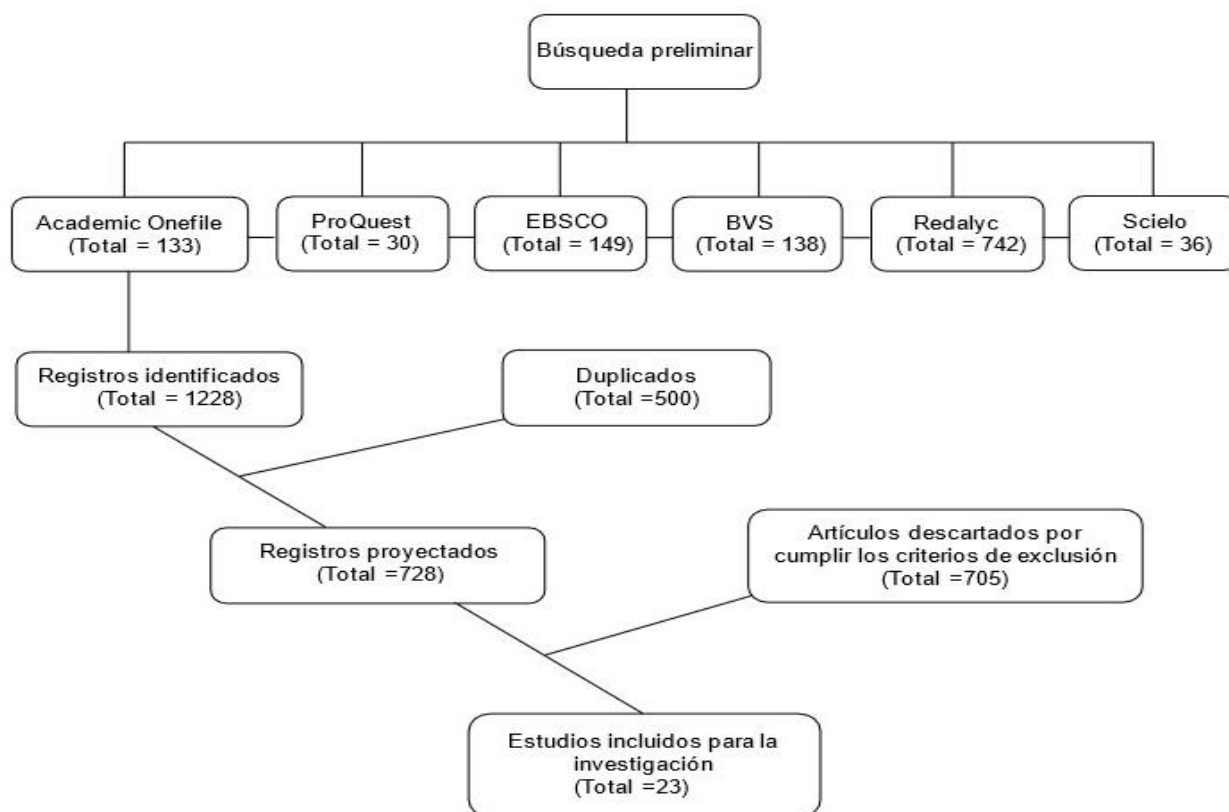 Búsqueda preliminar
Academic Onefile
(Total = 133)
ProQuest
(Total = 30)
EBSCO
(Total = 149)
BVS
(Total = 138)
Redalyc
(Total = 742)
Scielo
(Total = 36)
Registros identificados
(Total = 1228)
Duplicados
(Total =500)
Registros proyectados
(Total =728)
Artículos descartados por
cumplir los criterios de exclusión
(Total =705)
Estudios incluidos para la
investigación
(Total =23)